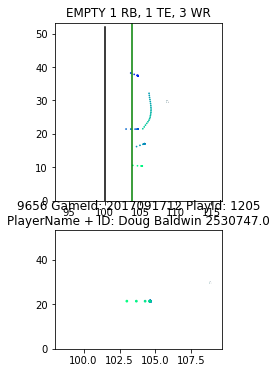 EMPTY 1 RB, 1 TE, 3 WR
50
40
30
20
10
0
95 100 105 110 115
9656 GameId: 2017091712 PlayId: 1205
PlayerName + ID: Doug Baldwin 2530747.0
40
20
0
100.0 102.5 105.0 107.5